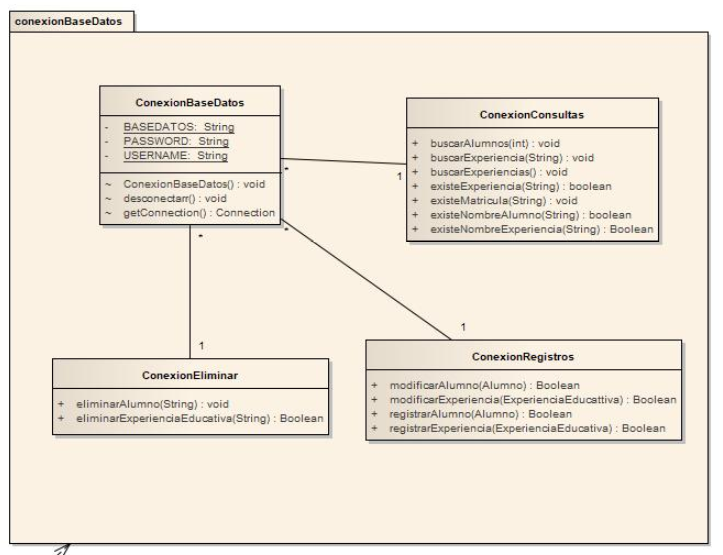 conexionBaseDatos
ConexionBaseDatos
- BASEDATOS: String
- PASSWORD: String
- USERNAME: String
~ ConexionBaseDatos() : void
~ desconectarr() : void
~ getConnection() : Connection
ConexionConsultas
+ buscarAlumnos(int) : void
+ buscarExperiencia(String) : void
+ buscarExperiencias() : void
+ existeExperiencia(String) : boolean
+ existeMatricula(String) : void
+ existeNombreAlumno(String) : boolean
+ existeNombreExperiencia(String) : Boolean
*
1
*
*
1
1
ConexionEliminar
+ eliminarAlumno(String) : void
+ eliminarExperienciaEducativa(String) : Boolean
ConexionRegistros
+ modificarAlumno(Alumno) : Boolean
+ modificarExperiencia(ExperienciaEducattiva) : Boolean
+ registrarAlumno(Alumno) : Boolean
+ registrarExperiencia(ExperienciaEducativa) : Boolean